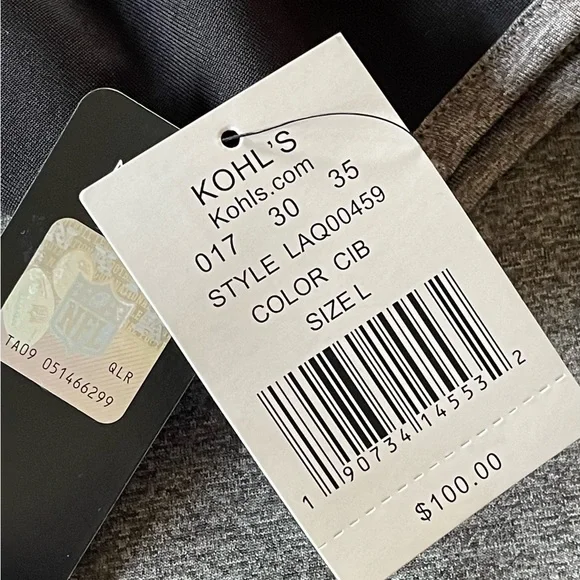 KOHL'S
Kohls.com
017 30 35
STYLE LAQ00459
COLOR CIB
SIZE L
1 90734 14553 2
$100.00
NFL
QLR
TA09 051466299